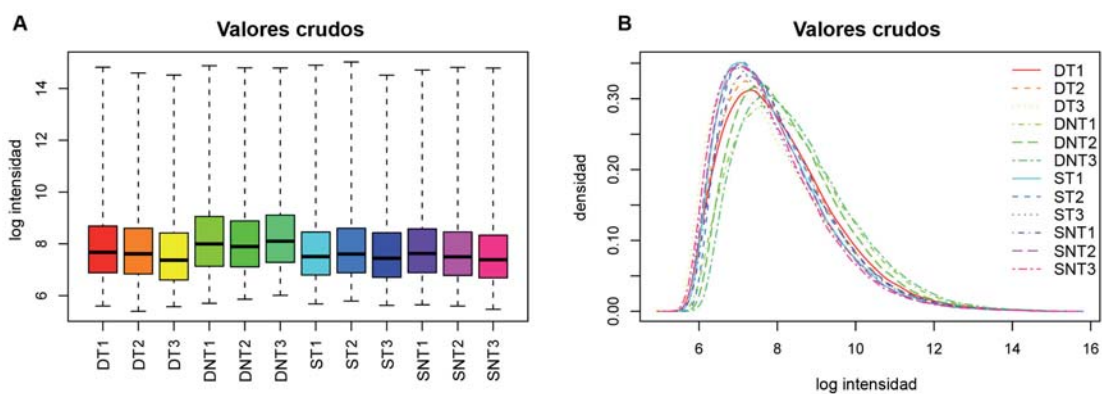 A
Valores crudos
log intensidad
14
12
10
8
6
DT1
DT2
DT3
DNT1
DNT2
DNT3
ST1
ST2
ST3
SNT1
SNT2
SNT3
B
Valores crudos
densidad
0.30
0.20
0.10
0.00
6 8 10 12 14 16
log intensidad
DT1
DT2
DT3
DNT1
DNT2
DNT3
ST1
ST2
ST3
SNT1
SNT2
SNT3